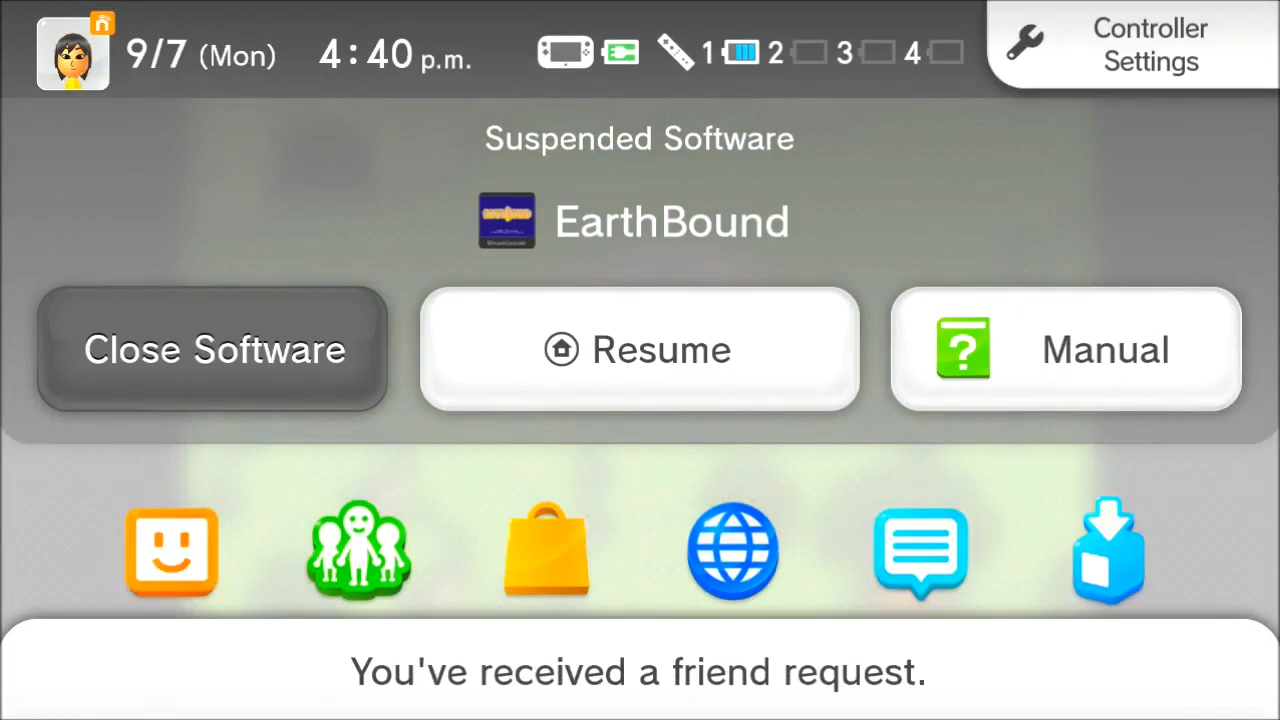 9/7 (Mon) 4:40 p.m. 1 2 3 4
Controller
Settings
Suspended Software
EarthBound
Close Software
Resume
? Manual
You've received a friend request.